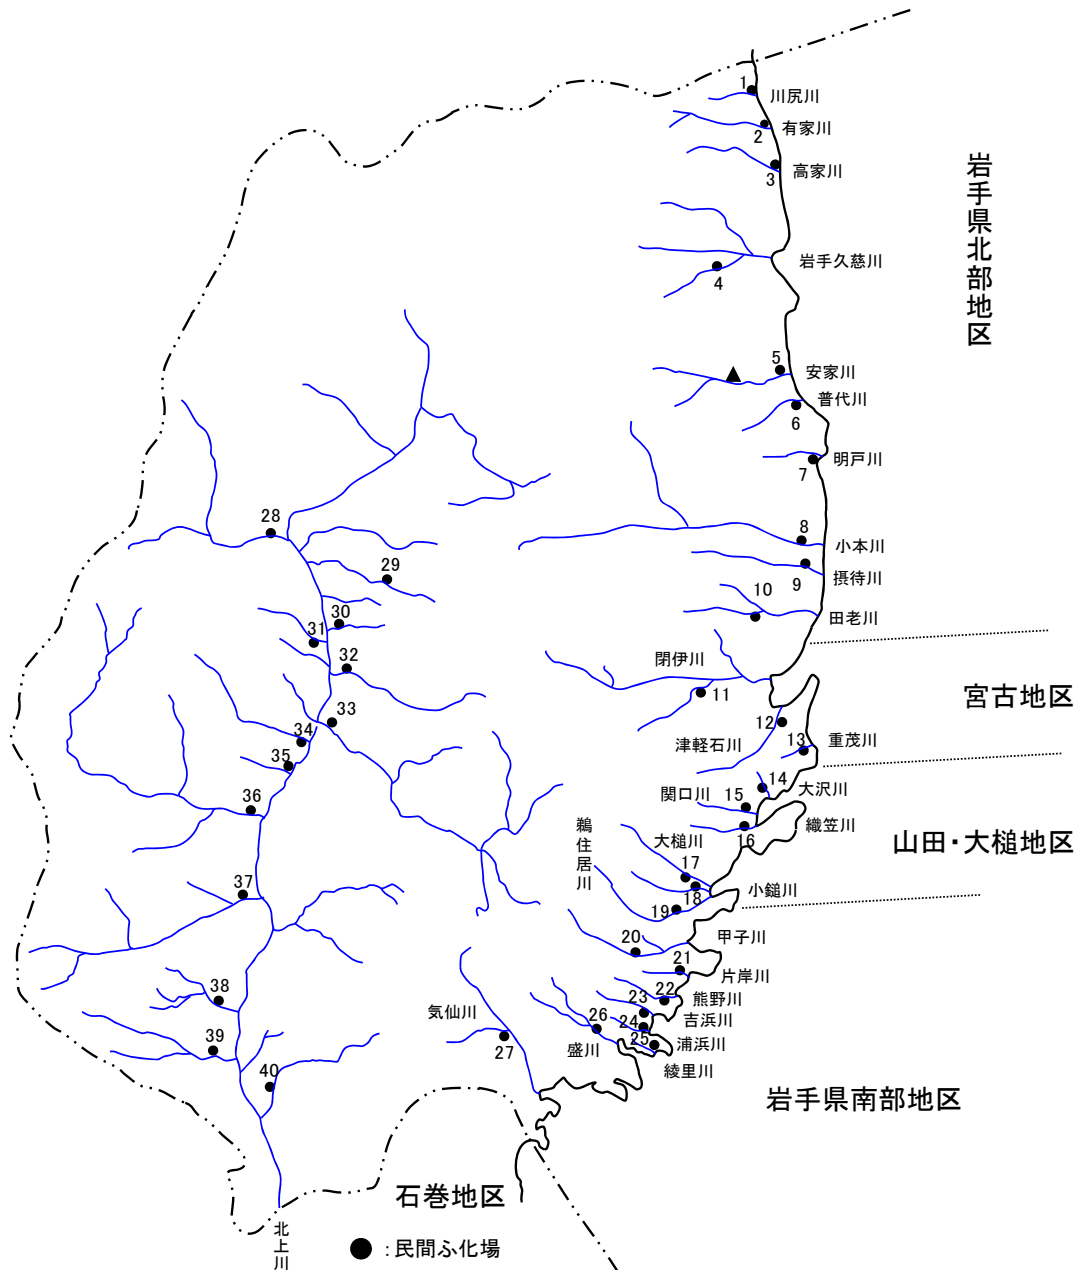 1
川尻川
2
有家川
3
高家川
岩手県北部地区
岩手久慈川
4
5
安家川
普代川
6
7
明戸川
8
小本川
9
摂待川
10
田老川
28
29
30
31
32
33
34
35
36
37
38
39
40
閉伊川
11
宮古地区
12
津軽石川
13
重茂川
14
大沢川
関口川
15
16
織笠川
山田・大槌地区
鵜住居川
大槌川
17
18
小鎚川
19
甲子川
20
21
片岸川
22
熊野川
23
吉浜川
24
25
浦浜川
26
盛川
綾里川
気仙川
27
岩手県南部地区
石巻地区
北上川
●:民間ふ化場